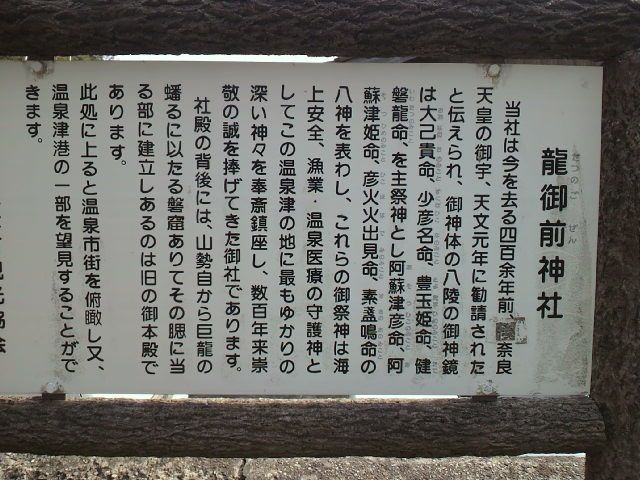 龍御前神社
たつのごぜん
当社は今を去る四百余年前、奈良
天皇の御宇、天文元年に勧請された
と伝えられ、御神体の八陵の御神鏡
は大己貴命、少彦名命、豊玉姫命、健
磐龍命、を主祭神とし阿蘇津彦命、阿
蘇津姫命、彦火火出見命、素盞鳴命の
八神を表わし、これらの御祭神は海
上安全、漁業・温泉医療の守護神と
してこの温泉津の地に最もゆかりの
深い神々を奉斎鎮座し、数百年来崇
敬の誠を捧げてきた御社であります。
社殿の背後には、山勢自から巨龍の
蟠るに以たる磐窟ありてその腮に当
る部に建立しあるのは旧の御本殿で
あります。
此処に上ると温泉市街を俯瞰し又、
温泉津港の一部を望見することがで
きます。